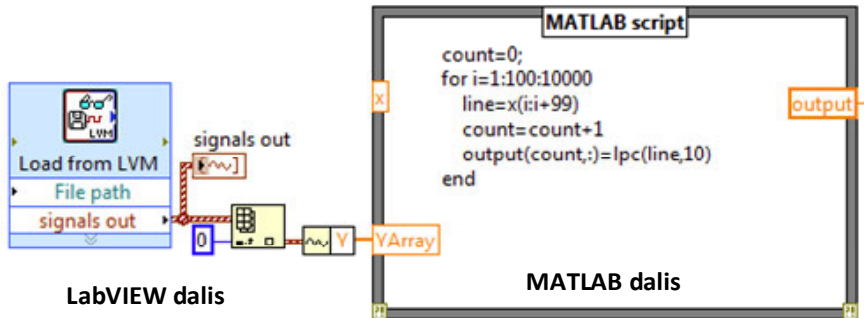 MATLAB script
count=0;
for i=1:100:10000
line=x(i:i+99)
count=count+1
output(count,:)=lpc(line,10)
end
x
output
LVM
Load from LVM
File path
signals out
signals out
0
Y
YArray
LabVIEW dalis
MATLAB dalis